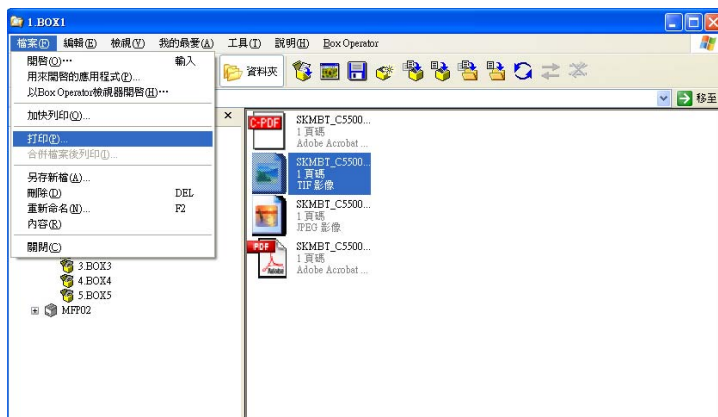 1.BOX1
檔案(F) 編輯(E) 檢視(V) 我的最愛(A) 工具(T) 說明(H) Box Operator
開啓(O)… 輸入
用來開啓的應用程式(P)...
以Box Operator檢視器開啓(H)…
加快列印(Q)...
打印(P)...
合併檔案後列印(J)...
另存新檔(A)...
刪除(D) DEL
重新命名(N)... F2
內容(R)
關閉(C)
資料夾
移至
3.BOX3
4.BOX4
5.BOX5
MFP02
C-PDF
SKMBT_C5500...
1 頁碼
Adobe Acrobat ...
SKMBT_C5500...
1 頁碼
TIF 影像
SKMBT_C5500...
1 頁碼
JPEG 影像
PDF
Adobe
SKMBT_C5500...
1 頁碼
Adobe Acrobat ...